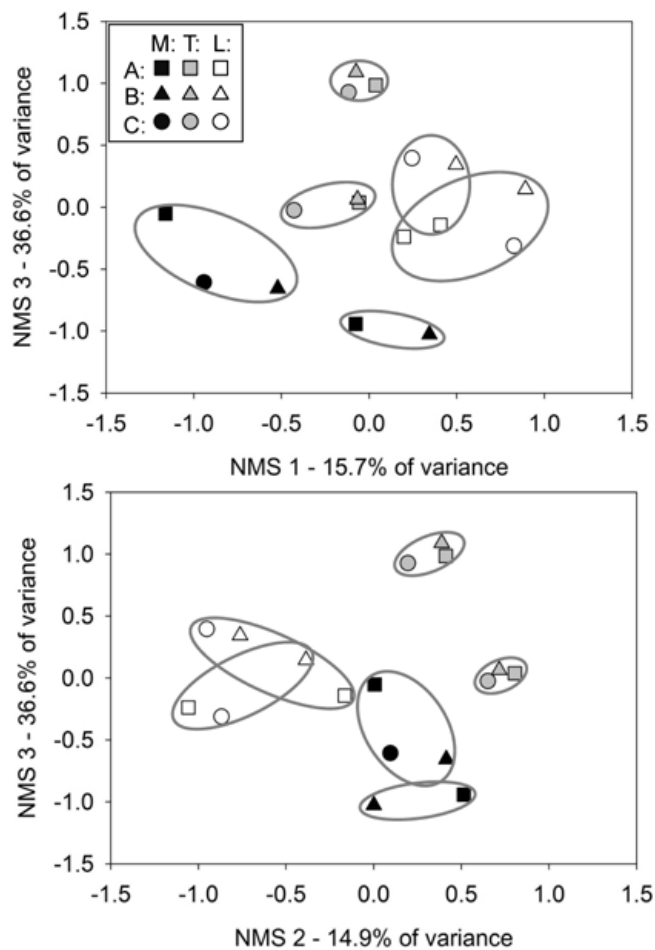 M: T: L:
A:
B:
C:
1.5
1.0
0.5
0.0
-0.5
-1.0
-1.5
NMS 3 - 36.6% of variance
-1.5 -1.0 -0.5 0.0 0.5 1.0 1.5
NMS 1 - 15.7% of variance
1.5
1.0
0.5
0.0
-0.5
-1.0
-1.5
NMS 3 - 36.6% of variance
-1.5 -1.0 -0.5 0.0 0.5 1.0 1.5
NMS 2 - 14.9% of variance